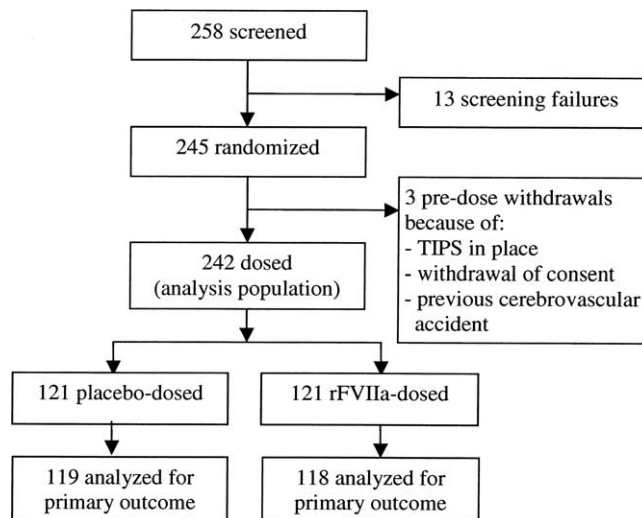 258 screened
13 screening failures
245 randomized
3 pre-dose withdrawals
because of:
- TIPS in place
- withdrawal of consent
- previous cerebrovascular
accident
242 dosed
(analysis population)
121 placebo-dosed
121 rFVIIa-dosed
119 analyzed for
primary outcome
118 analyzed for
primary outcome